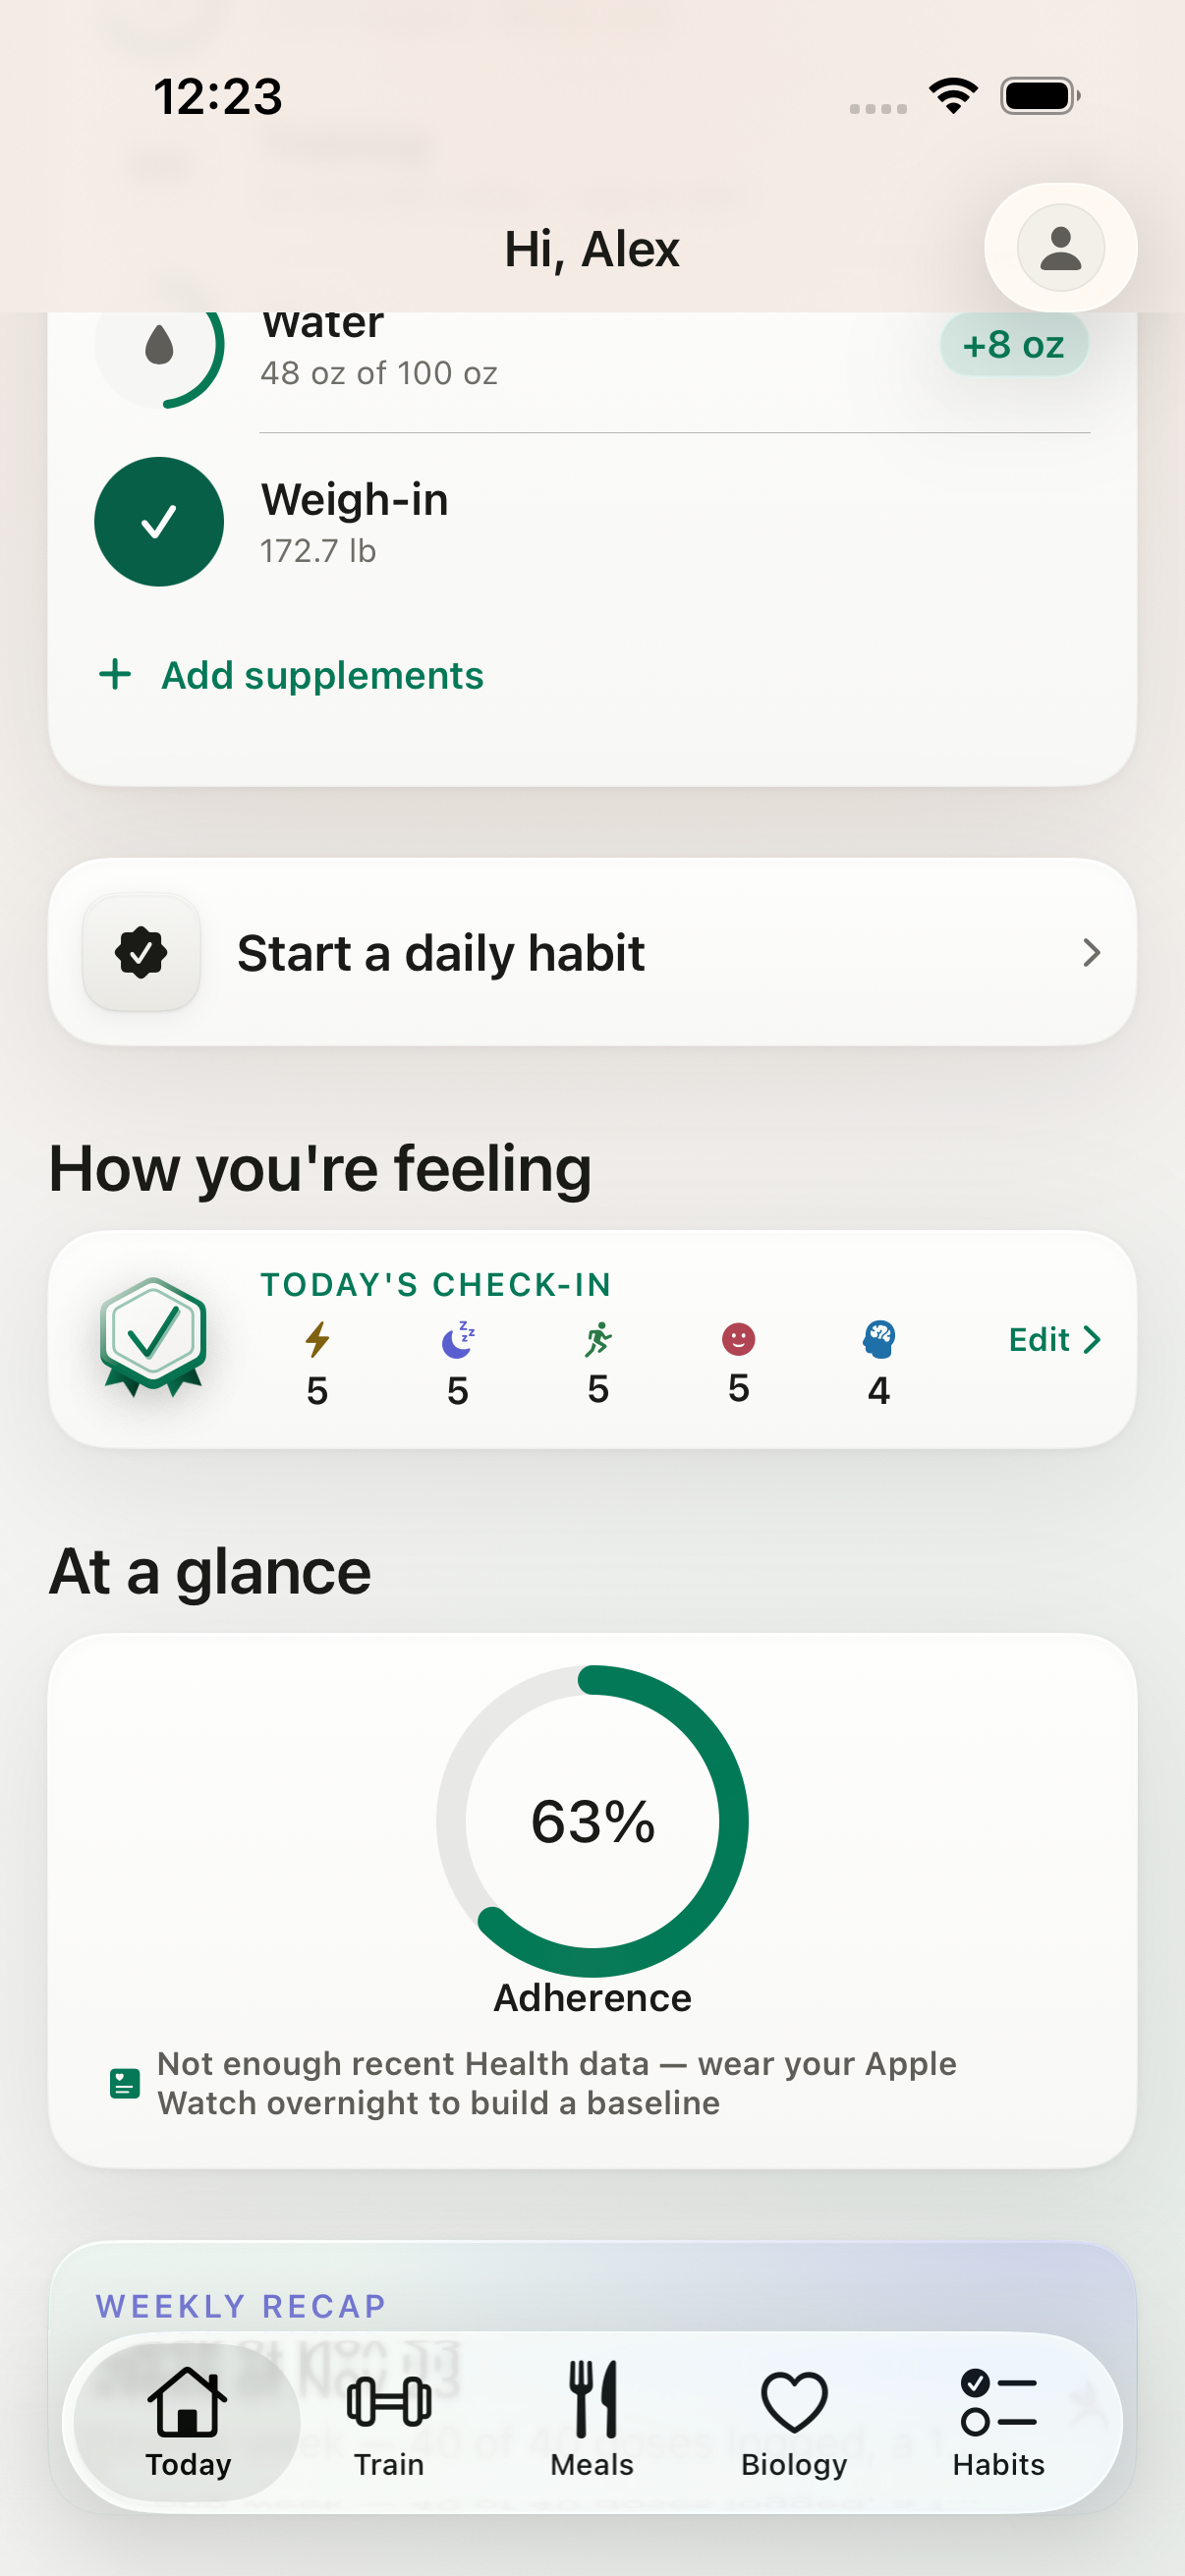 12:23
Hi, Alex
Water
48 oz of 100 oz
+8 oz
Weigh-in
172.7 lb
Add supplements
Start a daily habit
How you're feeling
TODAY'S CHECK-IN
5 5 5 5 4
Edit
At a glance
63%
Adherence
Not enough recent Health data — wear your Apple
Watch overnight to build a baseline
WEEKLY RECAP
Today Train Meals Biology Habits